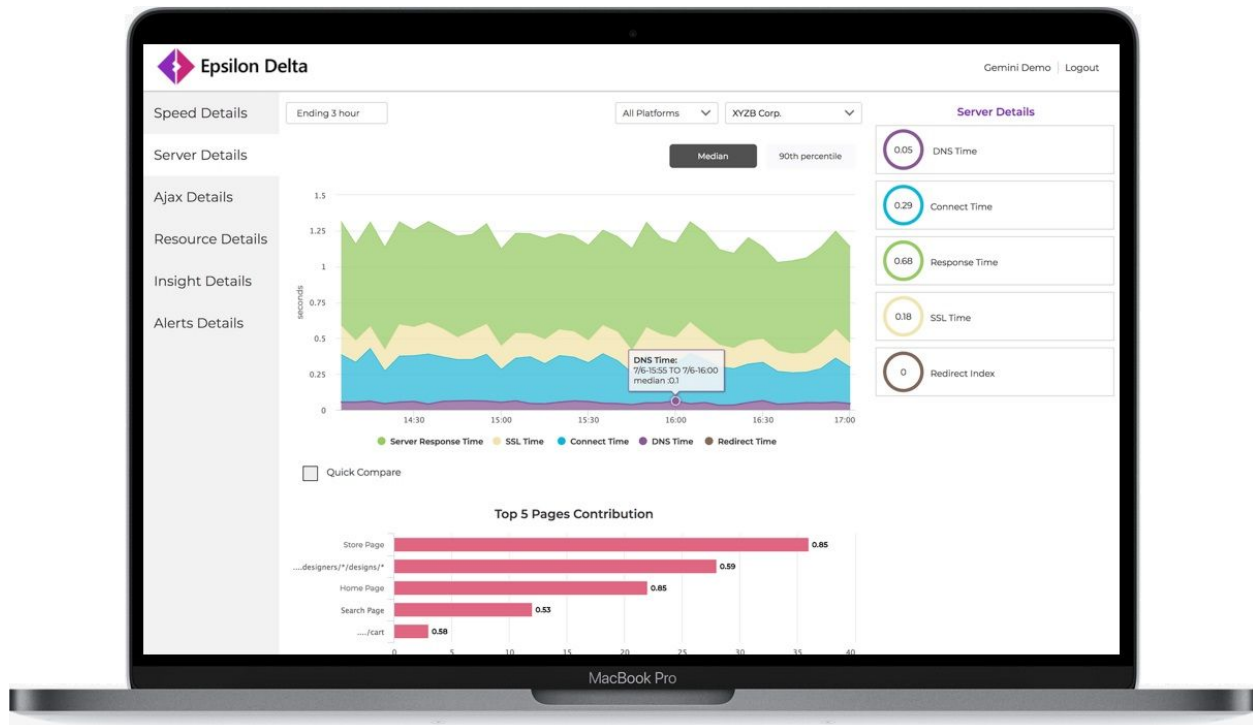 Epsilon Delta
Gemini Demo Logout
Speed Details
Server Details
Ajax Details
Resource Details
Insight Details
Alerts Details
Ending 3 hour
All Platforms
XYZB Corp.
Median
90th percentile
seconds
1.5
1.25
1
0.75
0.5
0.25
0
DNS Time:
7/6-15:55 TO 7/6-16:00
median :0.1
14:30 15:00 15:30 16:00 16:30 17:00
Server Response Time SSL Time Connect Time DNS Time Redirect Time
Quick Compare
Top 5 Pages Contribution
Store Page 0.85
....designers/*/designs/* 0.59
Home Page 0.85
Search Page 0.53
..../cart 0.58
0 5 10 15 20 25 30 35 40
Server Details
0.05 DNS Time
0.29 Connect Time
0.68 Response Time
0.18 SSL Time
0 Redirect Index
MacBook Pro